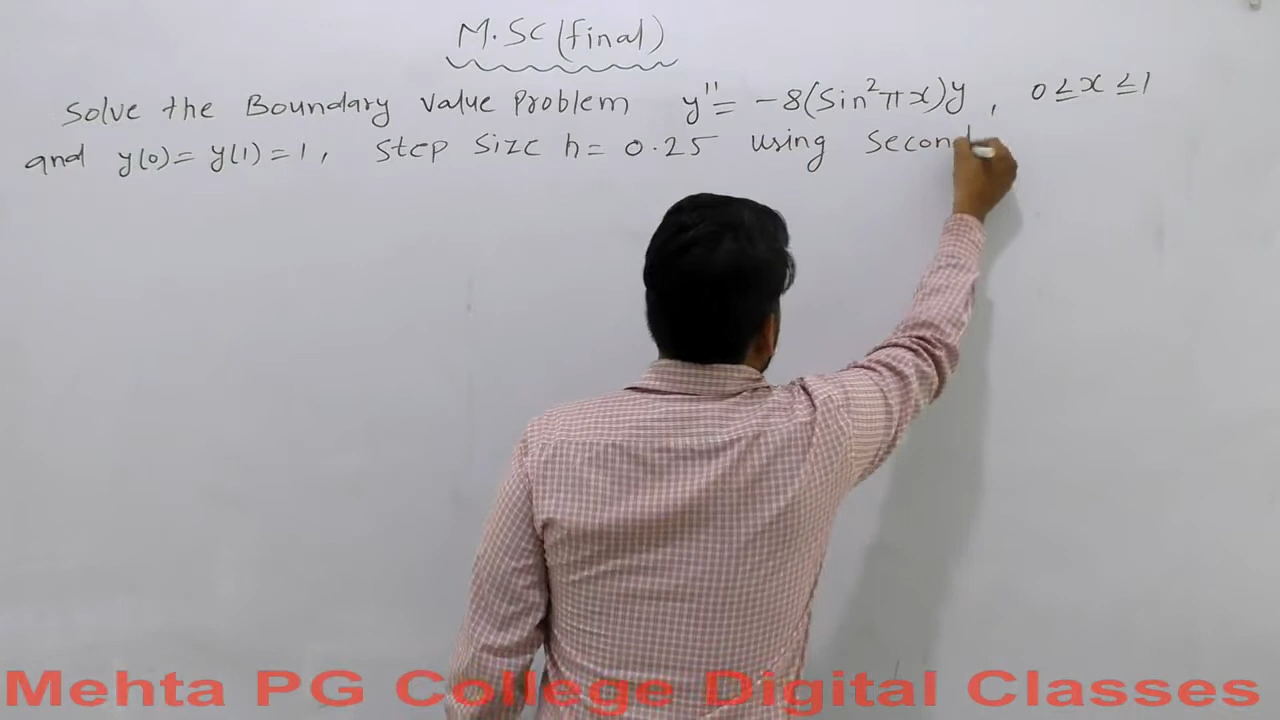 M.SC (final)
Solve the Boundary value Problem y'' = -8(Sin²πx)y , 0≤x≤1
and y(0)= y(1)=1, Step Size h= 0.25 using Secon
Mehta PG College Digital Classes